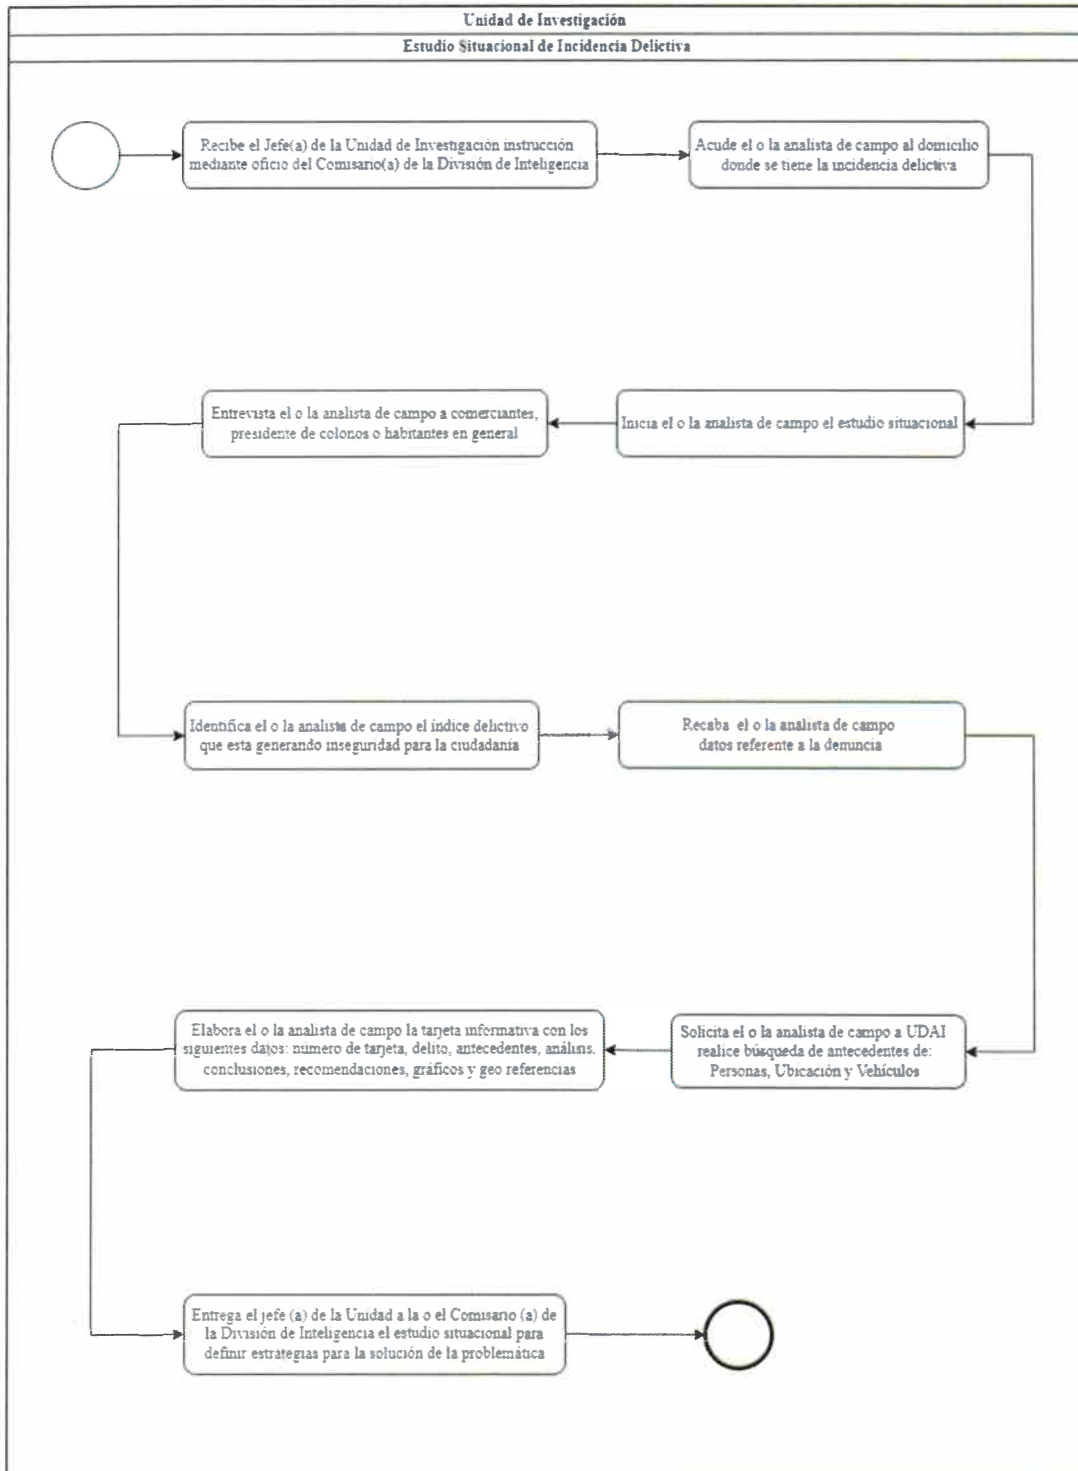 Unidad de Investigación
Estudio Situacional de Incidencia Delictiva
Recibe el Jefe(a) de la Unidad de Investigación instrucción
mediante oficio del Comisario(a) de la División de Inteligencia
Acude el o la analista de campo al domicilio
donde se tiene la incidencia delictiva
Inicia el o la analista de campo el estudio situacional
Entrevista el o la analista de campo a comerciantes,
presidente de colonos o habitantes en general
Identifica el o la analista de campo el índice delictivo
que esta generando inseguridad para la ciudadanía
Recaba el o la analista de campo
datos referente a la denuncia
Solicita el o la analista de campo a UDAI
realice búsqueda de antecedentes de:
Personas, Ubicación y Vehículos
Elabora el o la analista de campo la tarjeta informativa con los
siguientes datos: número de tarjeta, delito, antecedentes, análisis.
conclusiones, recomendaciones, gráficos y geo referencias
Entrega el jefe (a) de la Unidad a la o el Comisario (a) de
la División de Inteligencia el estudio situacional para
definir estrategias para la solución de la problemática